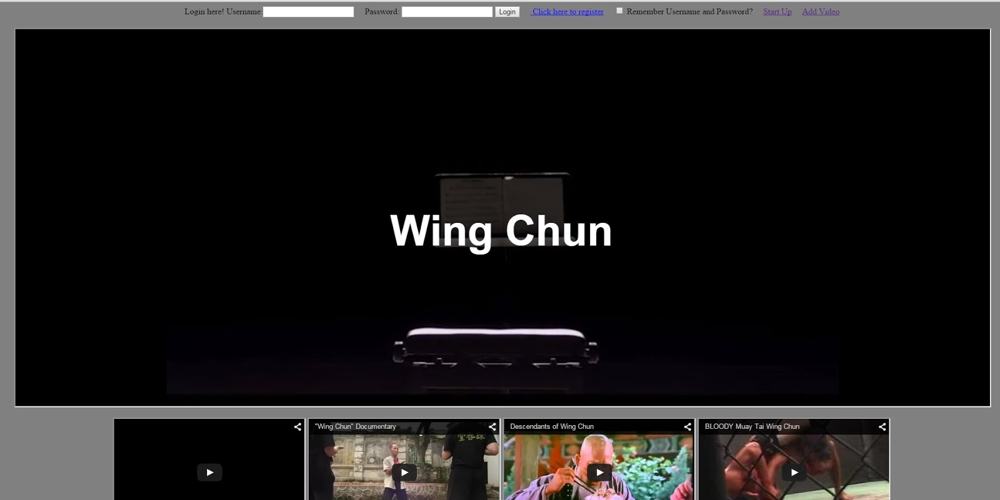 Login here! Username: Password: Login Click here to register Remember Username and Password? Start Up Add Video
Wing Chun
"Wing Chun" Documentary
Descendants of Wing Chun
BLOODY Muay Tai Wing Chun